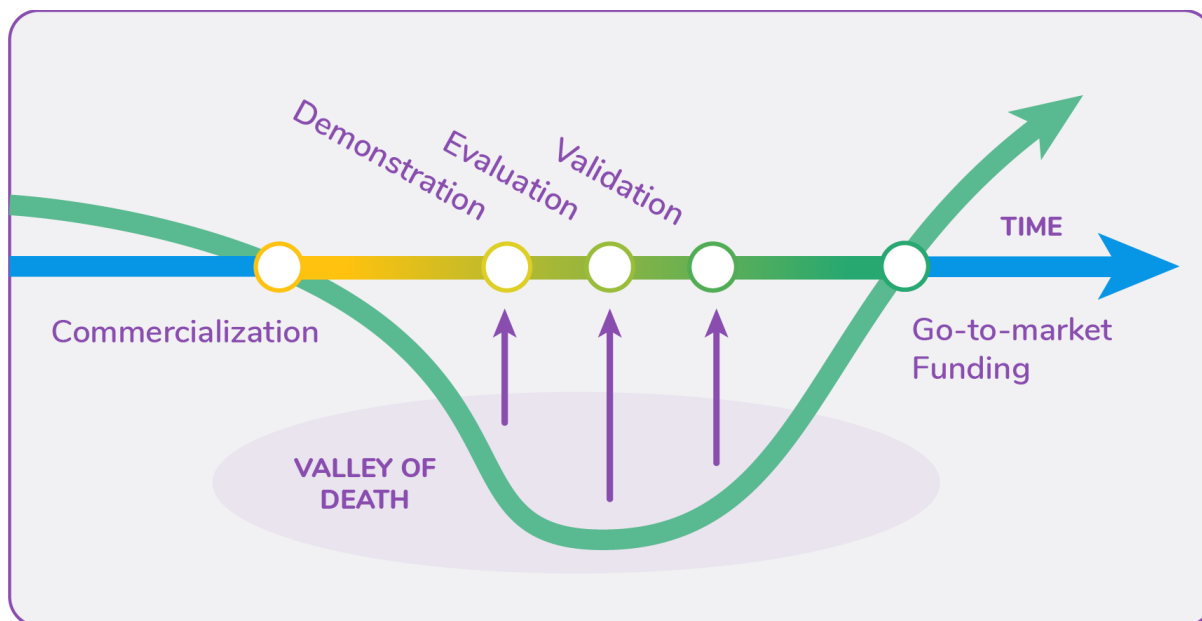 Demonstration
Evaluation
Validation
TIME
Commercialization
Go-to-market
Funding
VALLEY OF
DEATH